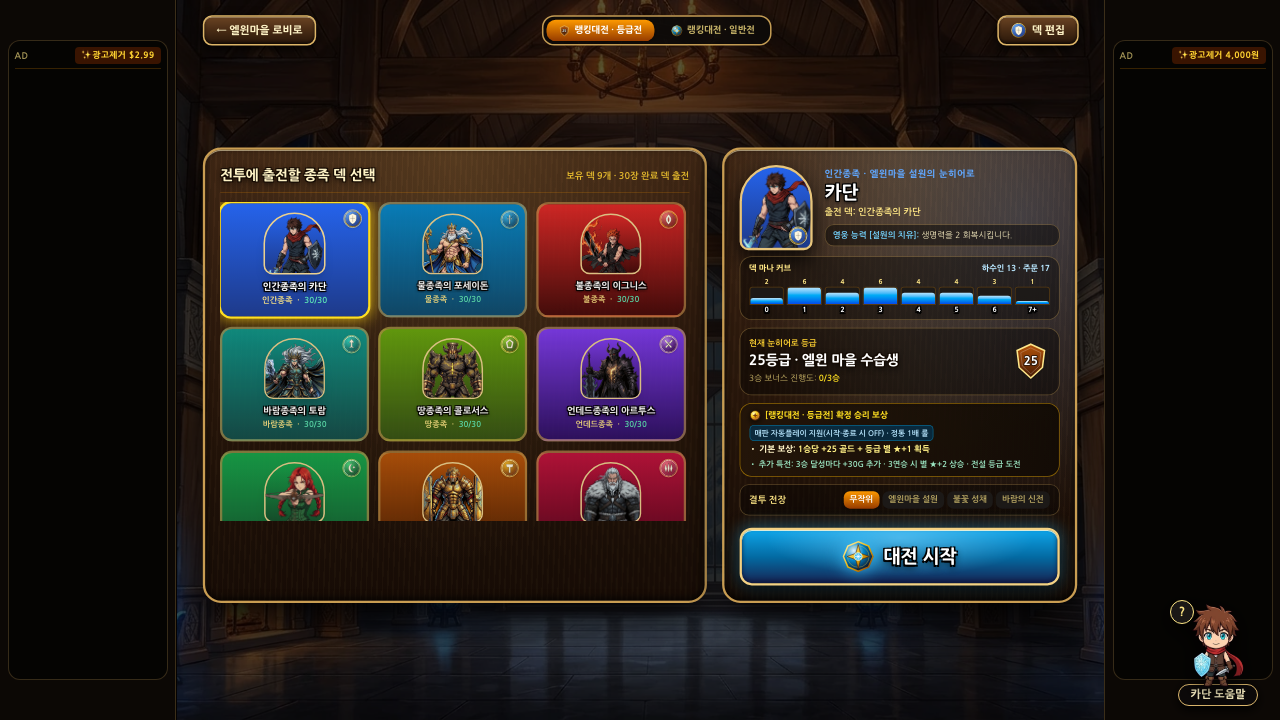 ← 엘윈마을 로비로
랭킹대전 · 등급전
랭킹대전 · 일반전
덱 편집
AD
광고제거 $2,99
AD
광고제거 4,000원
전투에 출전할 종족 덱 선택
보유 덱 9개 · 30장 완료 덱 출전
인간종족의 카단
인간종족 · 30/30
물종족의 포세이돈
물종족 · 30/30
불종족의 이그니스
불종족 · 30/30
바람종족의 토람
바람종족 · 30/30
땅종족의 콜로서스
땅종족 · 30/30
언데드종족의 아르투스
언데드종족 · 30/30
인간종족 · 엘윈마을 설원의 눈히어로
카단
출전 덱: 인간종족의 카단
영웅 능력 [설원의 치유]: 생명력을 2 회복시킵니다.
덱 마나 커브
하수인 13 · 주문 17
2 6 4 6 4 4 3 1
0 1 2 3 4 5 6 7+
현재 눈히어로 등급
25등급 · 엘윈 마을 수습생
3승 보너스 진행도: 0/3승
25
[랭킹대전 · 등급전] 확정 승리 보상
매판 자동플레이 지원(시작·종료 시 OFF) · 정통 1배 룰
• 기본 보상: 1승당 +25 골드 + 등급 별 ★+1 획득
• 추가 특전: 3승 달성마다 +30G 추가 · 3연승 시 별 ★+2 상승 · 전설 등급 도전
결투 전장
무작위
엘윈마을 설원
불꽃 성채
바람의 신전
대전 시작
?
카단 도움말